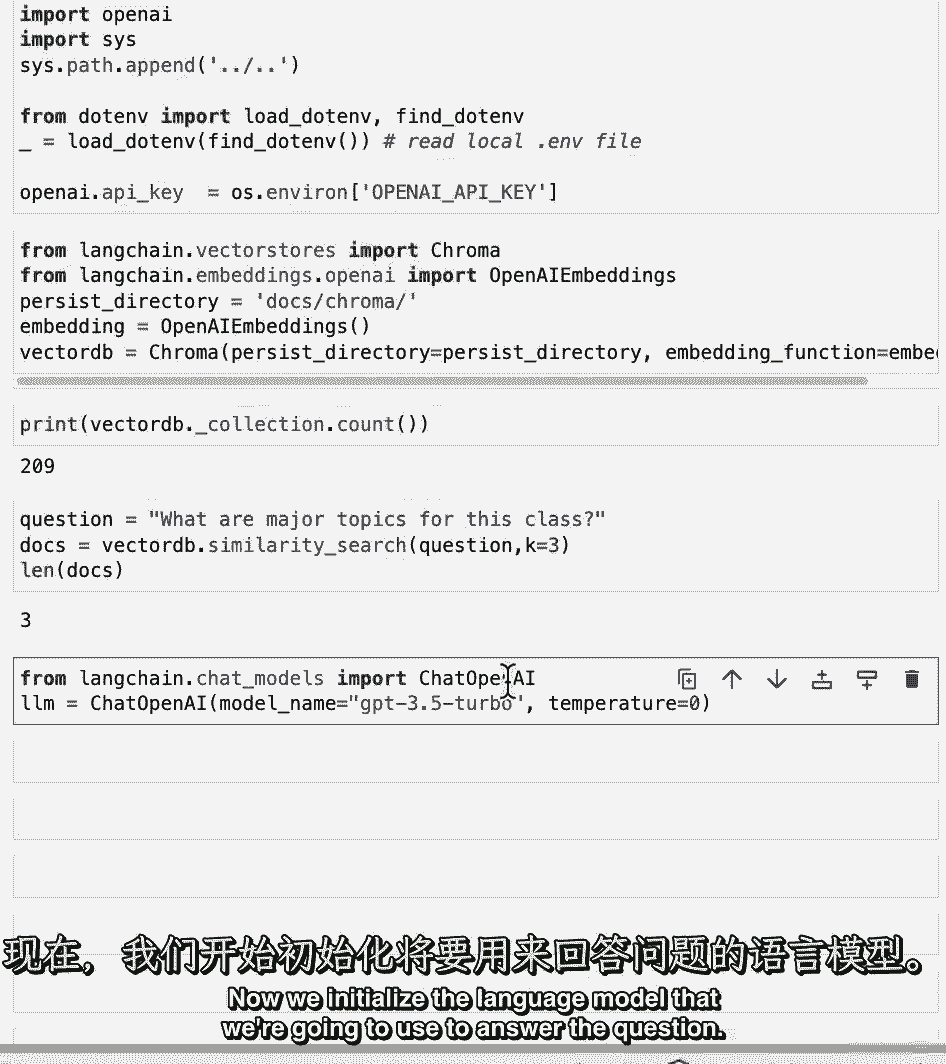 import openai
import sys
sys.path.append('../..')
from dotenv import load_dotenv, find_dotenv
_ = load_dotenv(find_dotenv()) # read local .env file
openai.api_key  = os.environ['OPENAI_API_KEY']
from langchain.vectorstores import Chroma
from langchain.embeddings.openai import OpenAIEmbeddings
persist_directory = 'docs/chroma/'
embedding = OpenAIEmbeddings()
vectordb = Chroma(persist_directory=persist_directory, embedding_function=embe
print(vectordb._collection.count())
209
question = "What are major topics for this class?"
docs = vectordb.similarity_search(question,k=3)
len(docs)
3
from langchain.chat_models import ChatOpenAI
llm = ChatOpenAI(model_name="gpt-3.5-turbo", temperature=0)
现在，我们开始初始化将要用来回答问题的语言模型。
Now we initialize the language model that
we're going to use to answer the question.